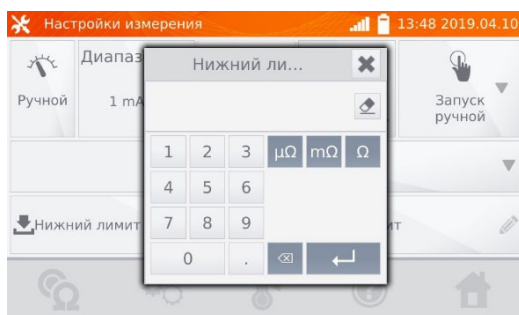 Настройки измерения 13:48 2019.04.10
Диапаз
Нижний ли...
Ручной
1 mA
Запуск
ручной
1 2 3 µΩ mΩ Ω
4 5 6
7 8 9
0 .
Нижний лимит
ит